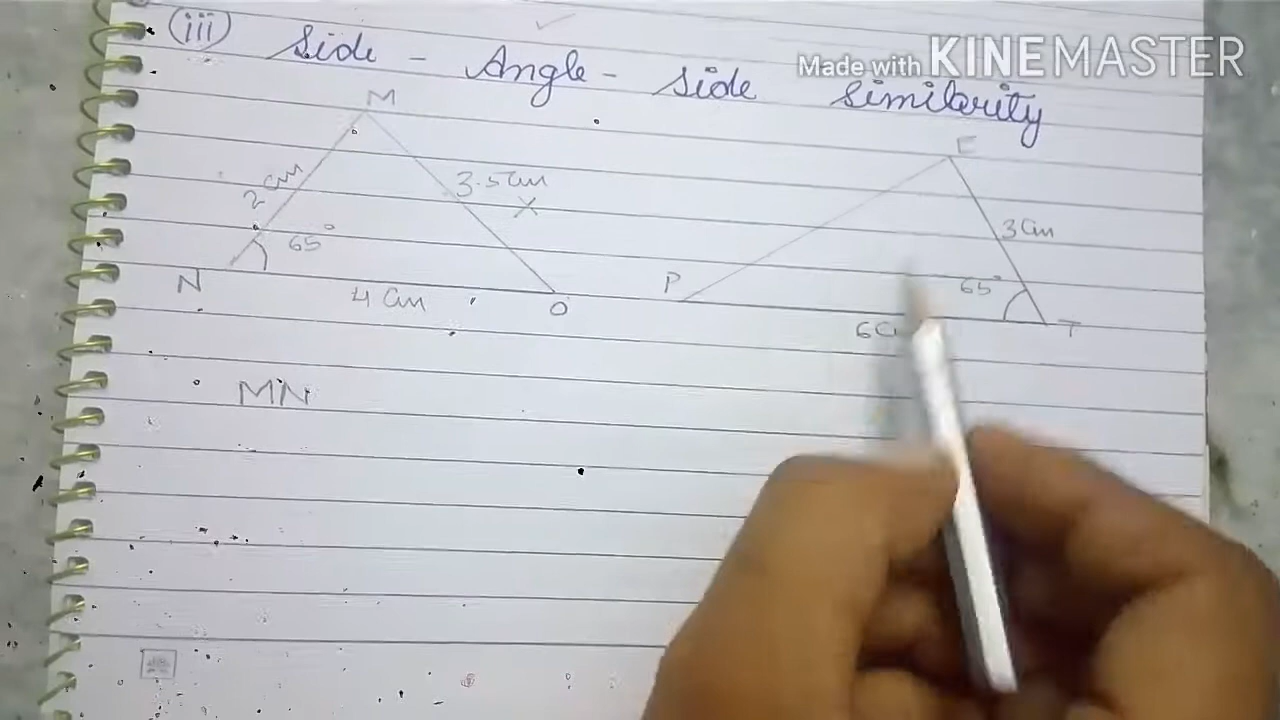 (iii) Side - Angle - Side Similarity
Made with KINEMASTER
M
E
2 cm
3.5 cm
×
3 cm
65°
65°
N
P
4 cm
O
T
MN